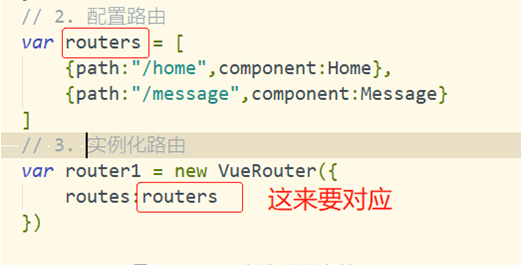 // 2. 配置路由
var routers = [
{path:"/home",component:Home},
{path:"/message",component:Message}
]
// 3. 实例化路由
var router1 = new VueRouter({
routes:routers 这来要对应
})